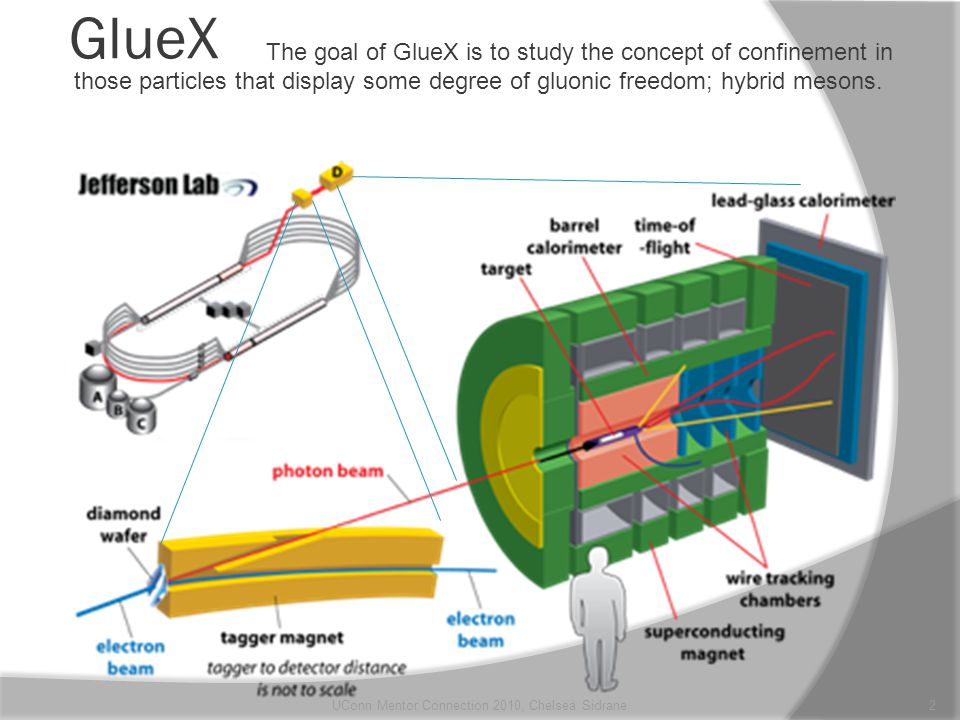 GlueX
The goal of GlueX is to study the concept of confinement in
those particles that display some degree of gluonic freedom; hybrid mesons.
Jefferson Lab
D
A
B
C
lead-glass calorimeter
barrel
calorimeter
time-of
-flight
target
photon beam
diamond
wafer
electron
beam
tagger magnet
tagger to detector distance
is not to scale
electron
beam
wire tracking
chambers
superconducting
magnet
UConn Mentor Connection 2010, Chelsea Sidrane
2